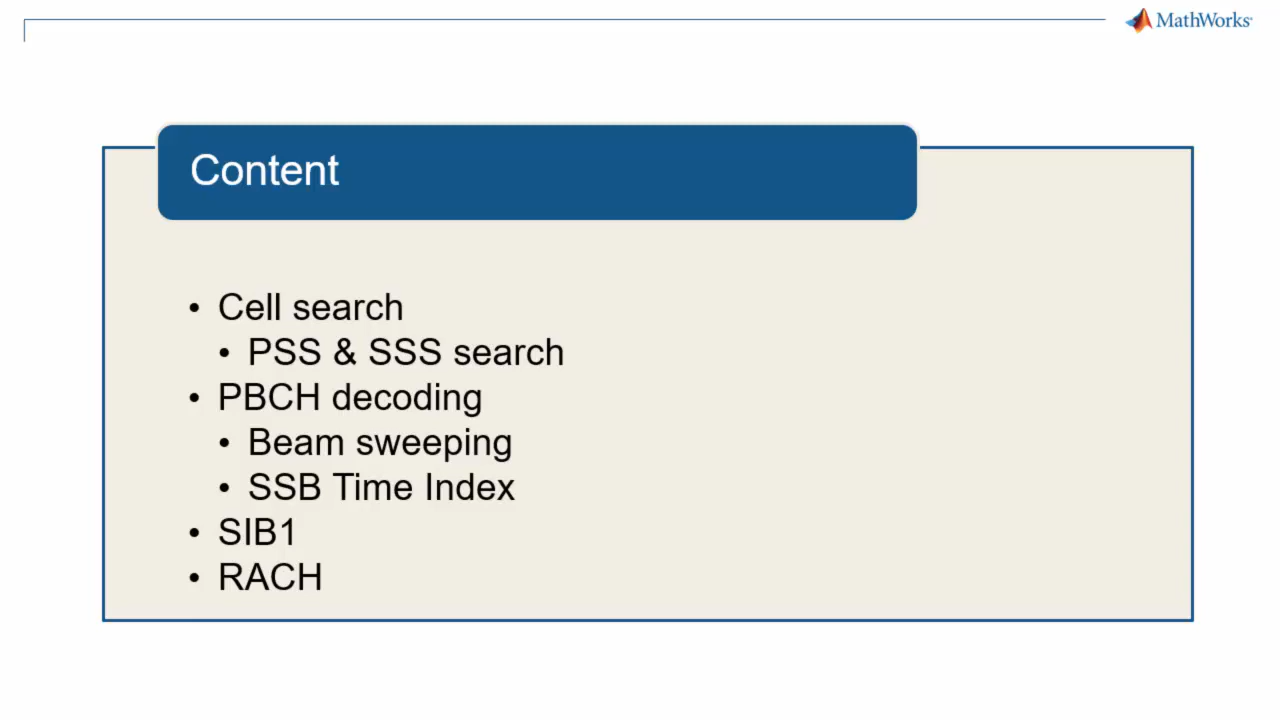 MathWorks
Content
• Cell search
• PSS & SSS search
• PBCH decoding
• Beam sweeping
• SSB Time Index
• SIB1
• RACH